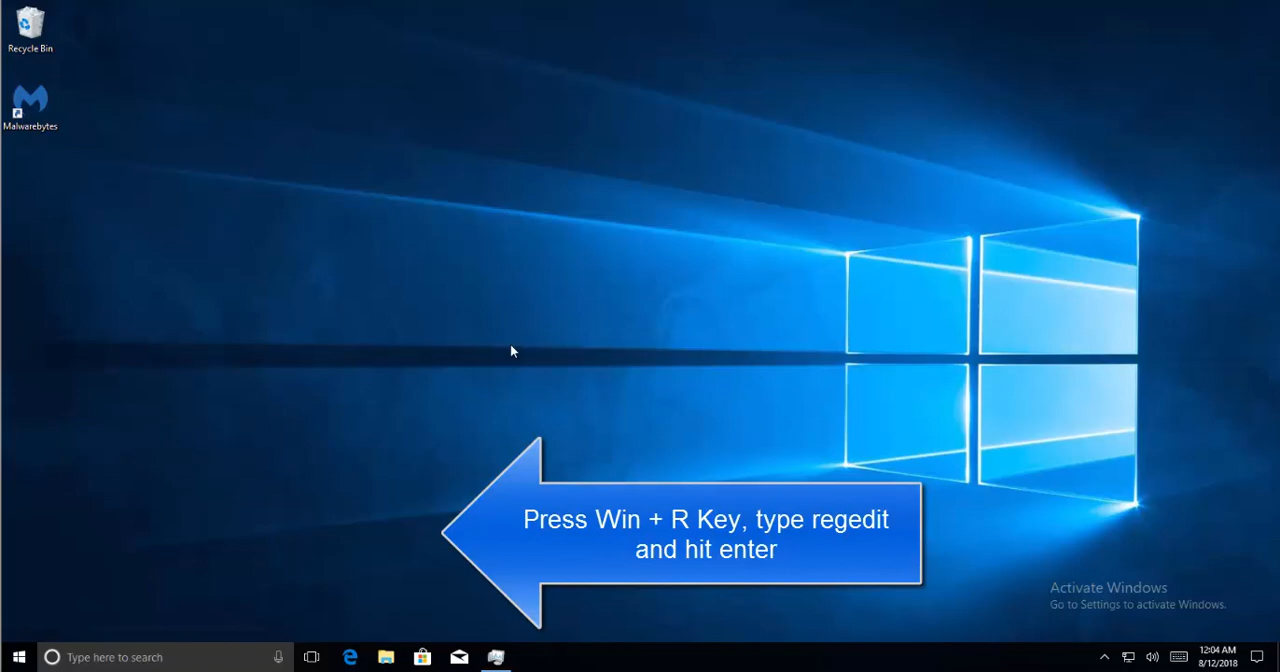 Recycle Bin
Malwarebytes
Press Win + R Key, type regedit
and hit enter
Activate Windows
Go to Settings to activate Windows.
Type here to search
12:04 AM
8/12/2018